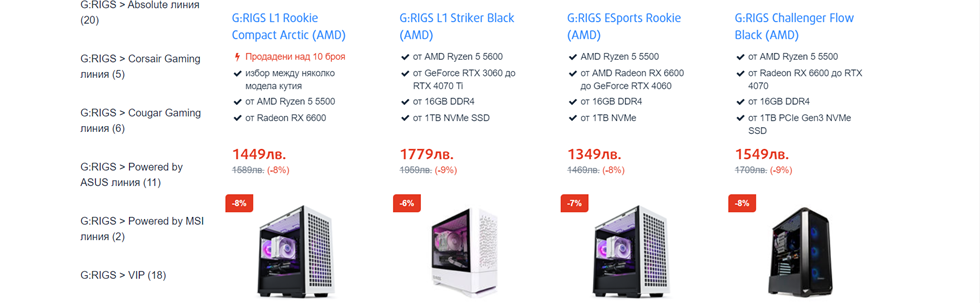 G:RIGS > Absolute линия
(20)
G:RIGS > Corsair Gaming
линия (5)
G:RIGS > Cougar Gaming
линия (6)
G:RIGS > Powered by
ASUS линия (11)
G:RIGS > Powered by MSI
линия (2)
G:RIGS > VIP (18)
G:RIGS L1 Rookie
Compact Arctic (AMD)
Продадени над 10 броя
избор между няколко
модела кутия
от AMD Ryzen 5 5500
от Radeon RX 6600
1449лв.
1589лв. (-8%)
-8%
G:RIGS L1 Striker Black
(AMD)
от AMD Ryzen 5 5600
от GeForce RTX 3060 до
RTX 4070 Ti
от 16GB DDR4
от 1TB NVMe SSD
1779лв.
1959лв. (-9%)
-6%
G:RIGS ESports Rookie
(AMD)
AMD Ryzen 5 5500
от AMD Radeon RX 6600
до GeForce RTX 4060
от 16GB DDR4
от 1TB NVMe
1349лв.
1469лв. (-8%)
-7%
G:RIGS Challenger Flow
Black (AMD)
от AMD Ryzen 5 5500
от Radeon RX 6600 до RTX
4070
от 16GB DDR4
от 1TB PCIe Gen3 NVMe
SSD
1549лв.
1709лв. (-9%)
-8%